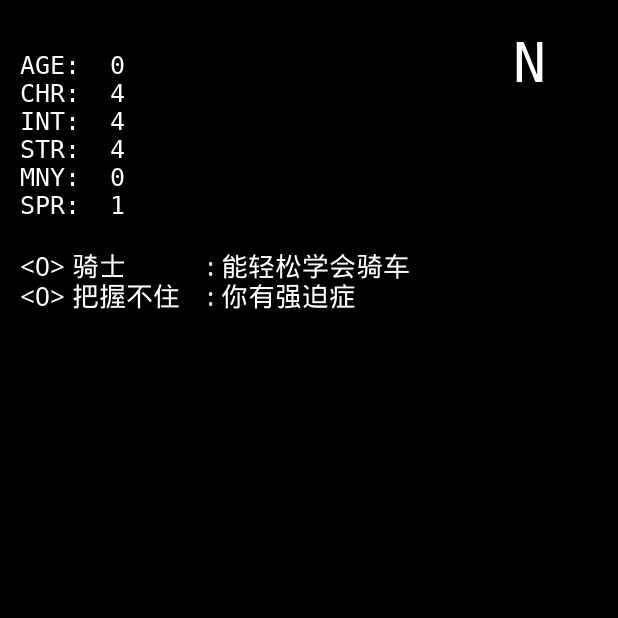 N
AGE: 0
CHR: 4
INT: 4
STR: 4
MNY: 0
SPR: 1
<O> 骑士 :能轻松学会骑车
<O> 把握不住 :你有强迫症